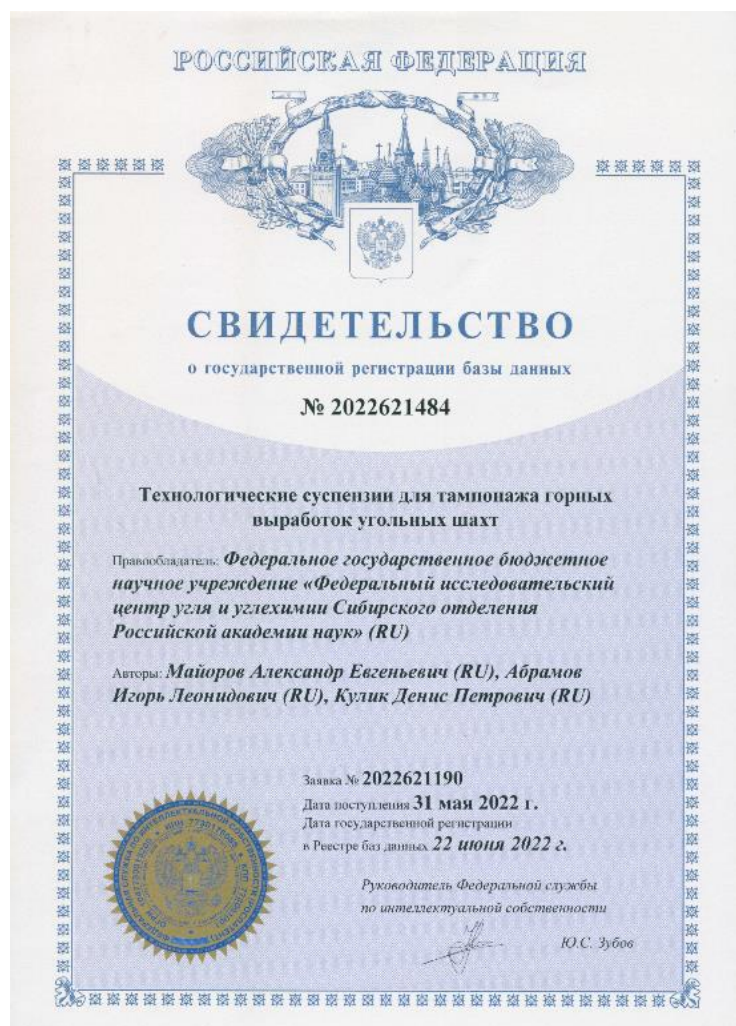 РОССИЙСКАЯ ФЕДЕРАЦИЯ
СВИДЕТЕЛЬСТВО
о государственной регистрации базы данных
№ 2022621484
Технологические суспензии для тампонажа горных
выработок угольных шахт
Правообладатель: Федеральное государственное бюджетное
научное учреждение «Федеральный исследовательский
центр угля и углехимии Сибирского отделения
Российской академии наук» (RU)
Авторы: Майоров Александр Евгеньевич (RU), Абрамов
Игорь Леонидович (RU), Кулик Денис Петрович (RU)
Заявка № 2022621190
Дата поступления 31 мая 2022 г.
Дата государственной регистрации
в Реестре баз данных 22 июня 2022 г.
Руководитель Федеральной службы
по интеллектуальной собственности
Ю.С. Зубов